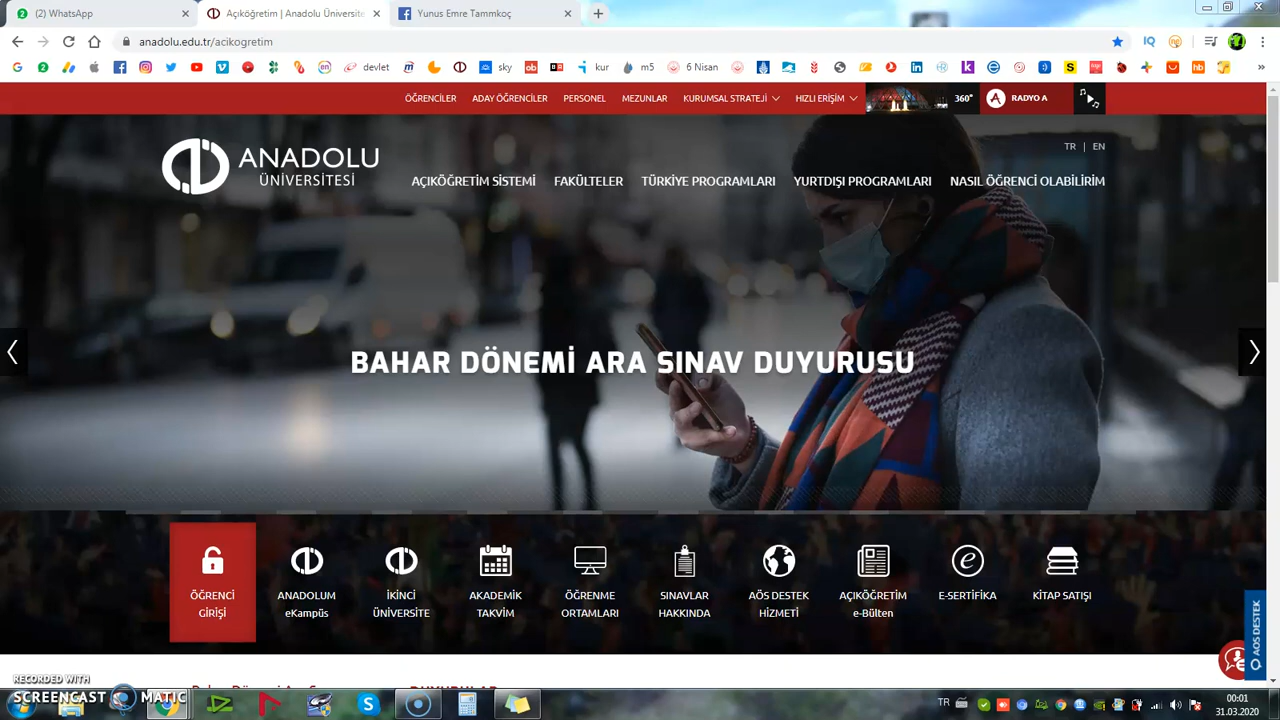 (2) WhatsApp
Açıköğretim | Anadolu Üniversite
Yunus Emre Tammkoç
anadolu.edu.tr/acikogretim
devlet
sky
kur
m5
6 Nisan
ÖĞRENCİLER
ADAY ÖĞRENCİLER
PERSONEL
MEZUNLAR
KURUMSAL STRATEJİ
HIZLI ERİŞİM
360°
RADYO A
TR | EN
ANADOLU
ÜNİVERSİTESİ
AÇIKÖĞRETİM SİSTEMİ
FAKÜLTELER
TÜRKİYE PROGRAMLARI
YURTDIŞI PROGRAMLARI
NASIL ÖĞRENCİ OLABİLİRİM
BAHAR DÖNEMİ ARA SINAV DUYURUSU
ÖĞRENCİ
GİRİŞİ
ANADOLUM
eKampüs
İKİNCİ
ÜNİVERSİTE
AKADEMİK
TAKVİM
ÖĞRENME
ORTAMLARI
SINAVLAR
HAKKINDA
AÖS DESTEK
HİZMETİ
AÇIKÖĞRETİM
e-Bülten
E-SERTİFİKA
KİTAP SATIŞI
AOS DESTEK
RECORDED WITH
SCREENCAST MATIC
TR
00:01
31.03.2020